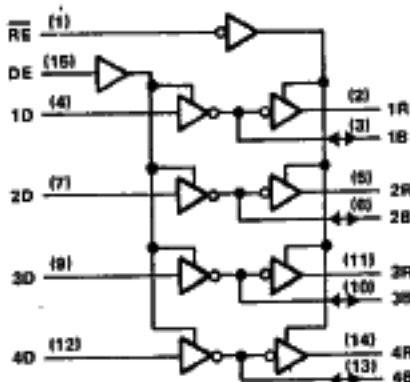 R̅E̅ (1)
DE (15)
1D (4) (2) 1R
(3) 1B
2D (7) (5) 2R
(6) 2B
3D (9) (11) 3R
(10) 3B
4D (12) (14) 4R
(13) 4B